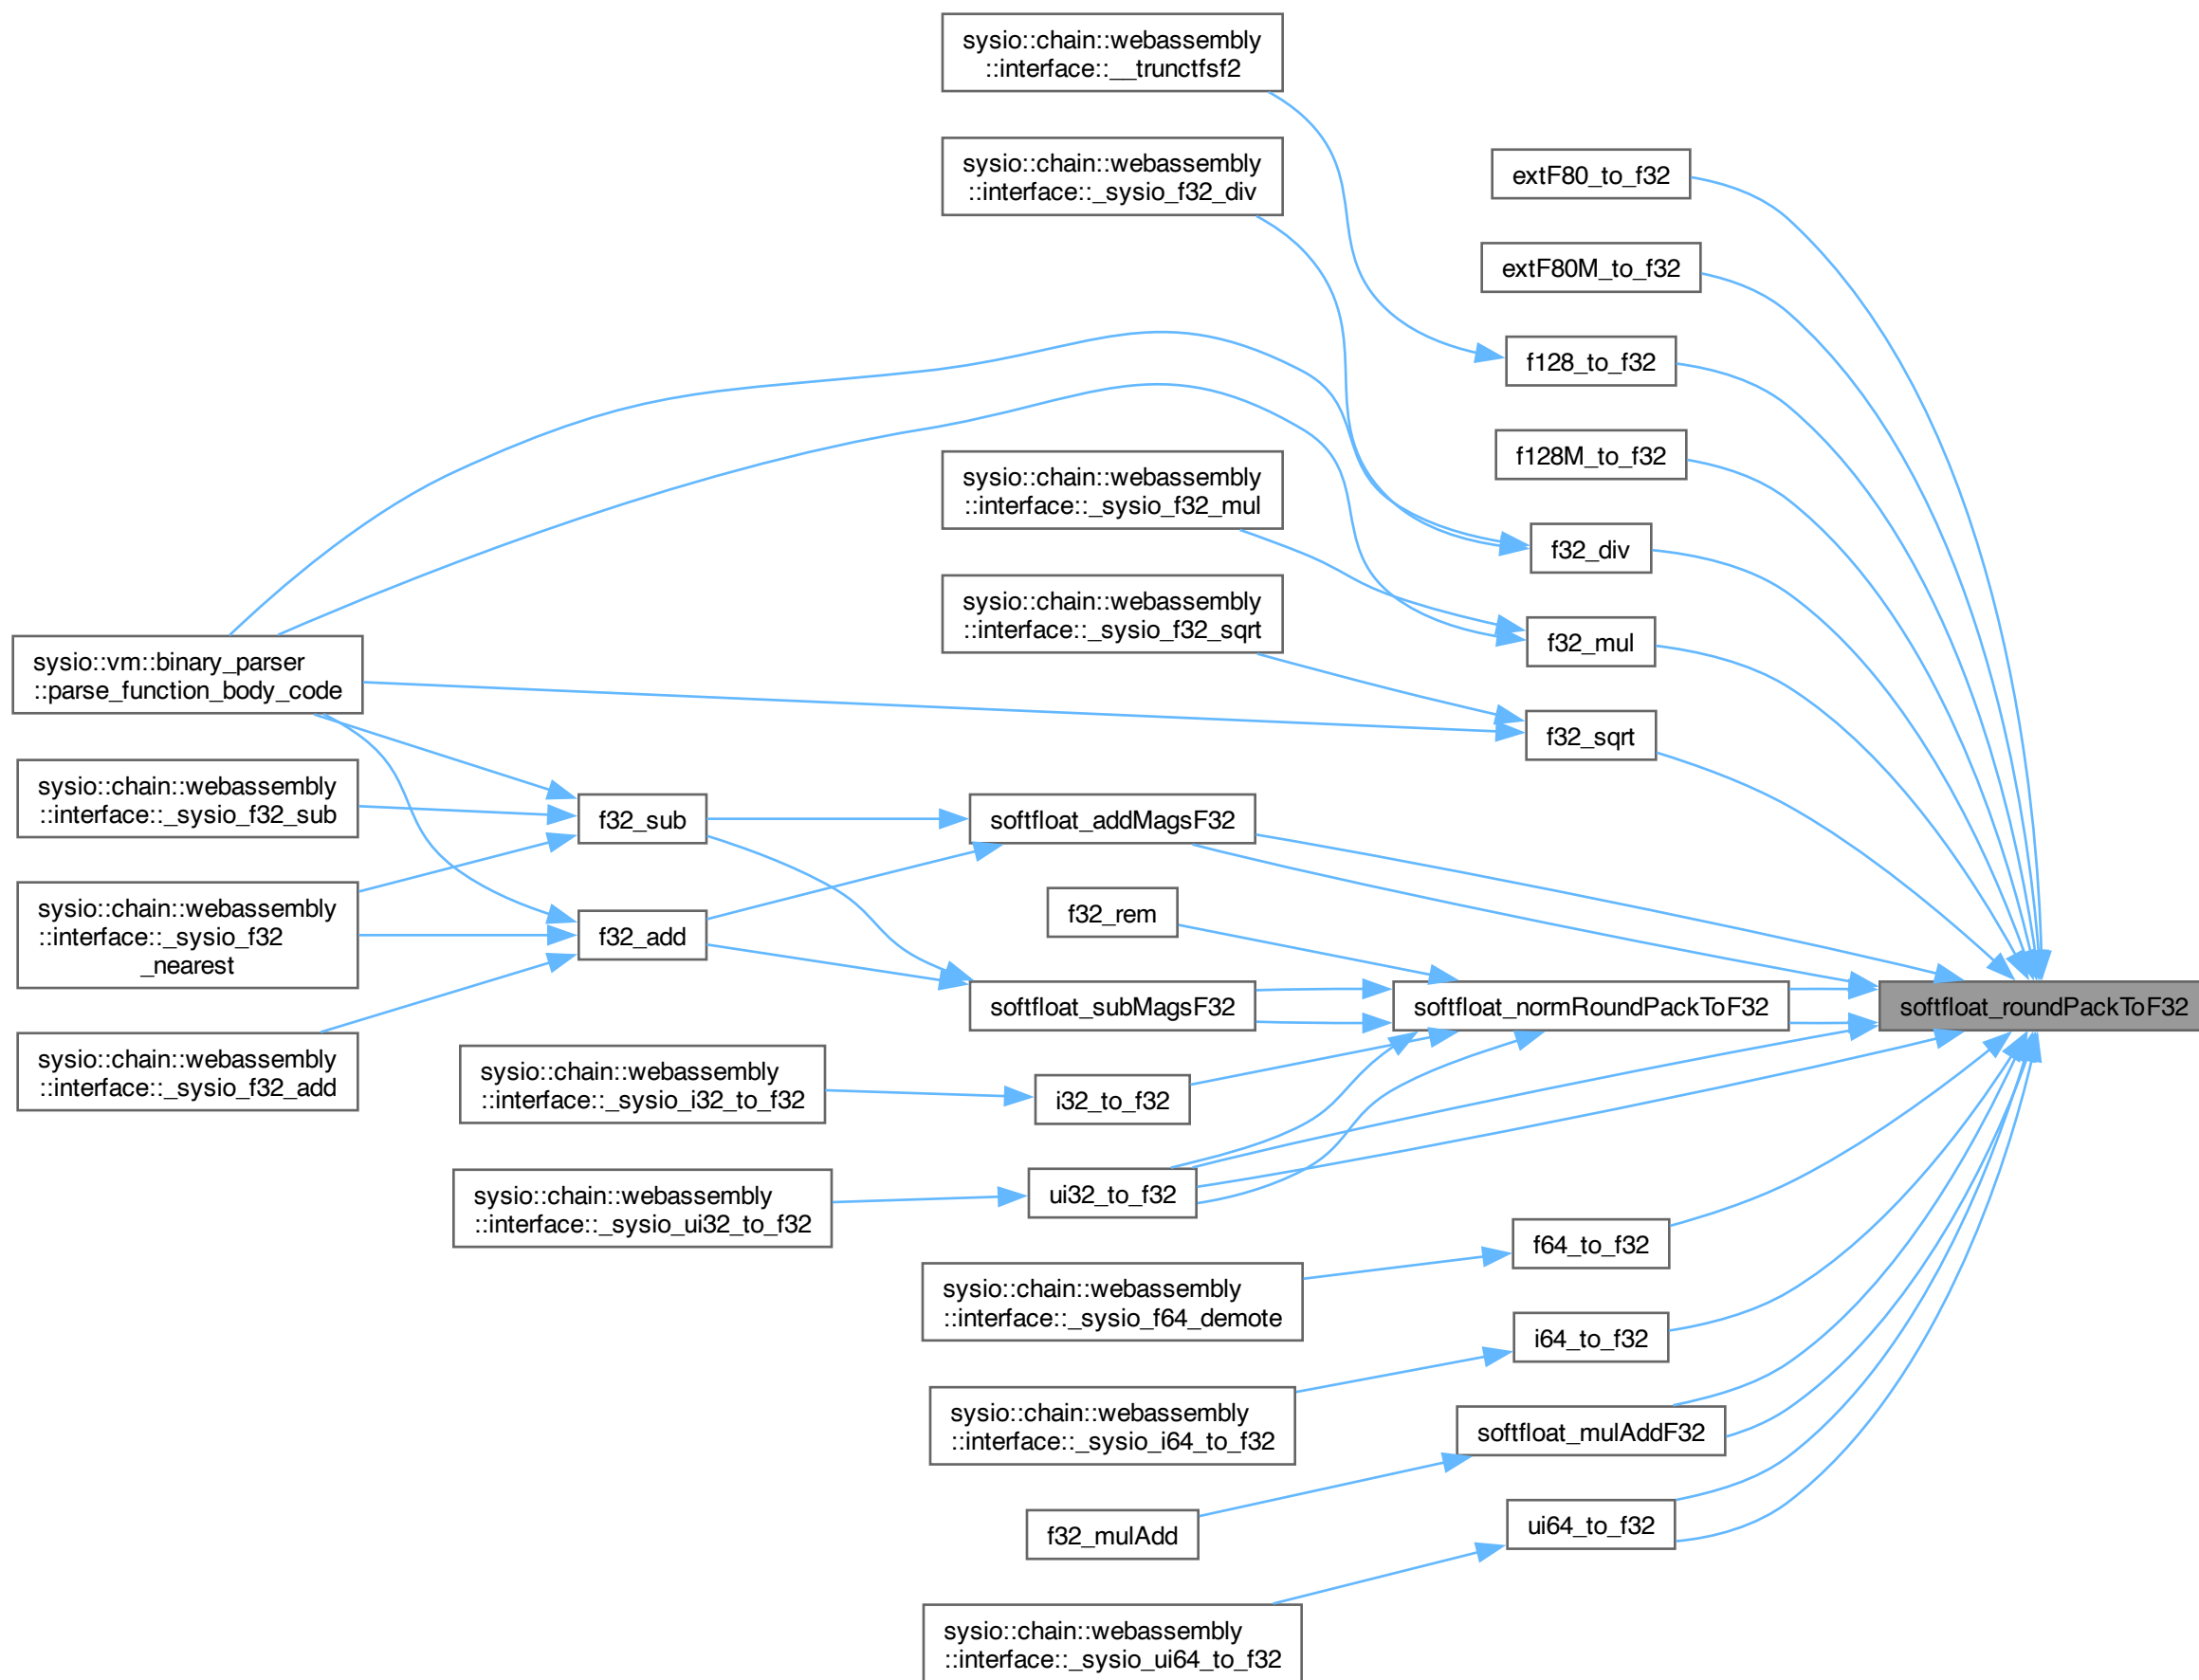 sysio::chain::webassembly
::interface::__trunctfsf2
sysio::chain::webassembly
::interface::_sysio_f32_div
extF80_to_f32
extF80M_to_f32
f128_to_f32
f128M_to_f32
sysio::chain::webassembly
::interface::_sysio_f32_mul
f32_div
sysio::chain::webassembly
::interface::_sysio_f32_sqrt
f32_mul
sysio::vm::binary_parser
::parse_function_body_code
f32_sqrt
sysio::chain::webassembly
::interface::_sysio_f32_sub
f32_sub
softfloat_addMagsF32
sysio::chain::webassembly
::interface::_sysio_f32
_nearest
f32_add
f32_rem
softfloat_subMagsF32
softfloat_normRoundPackToF32
softfloat_roundPackToF32
sysio::chain::webassembly
::interface::_sysio_f32_add
sysio::chain::webassembly
::interface::_sysio_i32_to_f32
i32_to_f32
sysio::chain::webassembly
::interface::_sysio_ui32_to_f32
ui32_to_f32
f64_to_f32
sysio::chain::webassembly
::interface::_sysio_f64_demote
i64_to_f32
sysio::chain::webassembly
::interface::_sysio_i64_to_f32
softfloat_mulAddF32
f32_mulAdd
ui64_to_f32
sysio::chain::webassembly
::interface::_sysio_ui64_to_f32